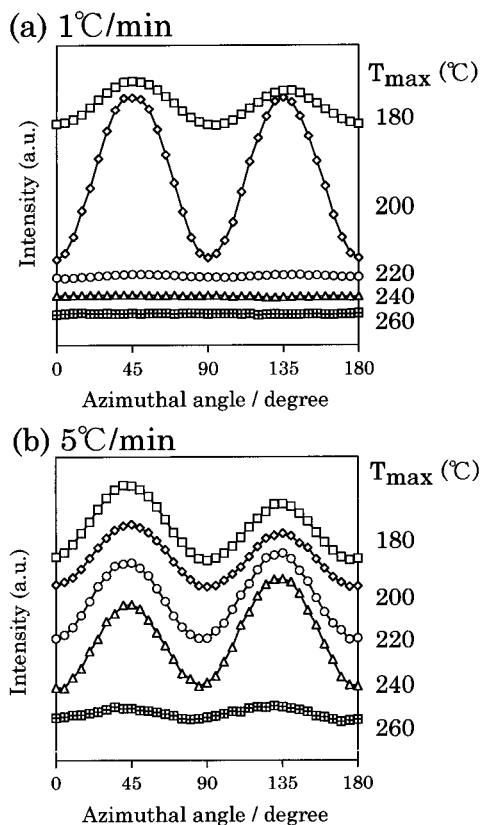 (a) 1℃/min
Tmax (℃)
180
200
220
240
260
Intensity (a.u.)
0 45 90 135 180
Azimuthal angle / degree
(b) 5℃/min
Tmax (℃)
180
200
220
240
260
Intensity (a.u.)
0 45 90 135 180
Azimuthal angle / degree